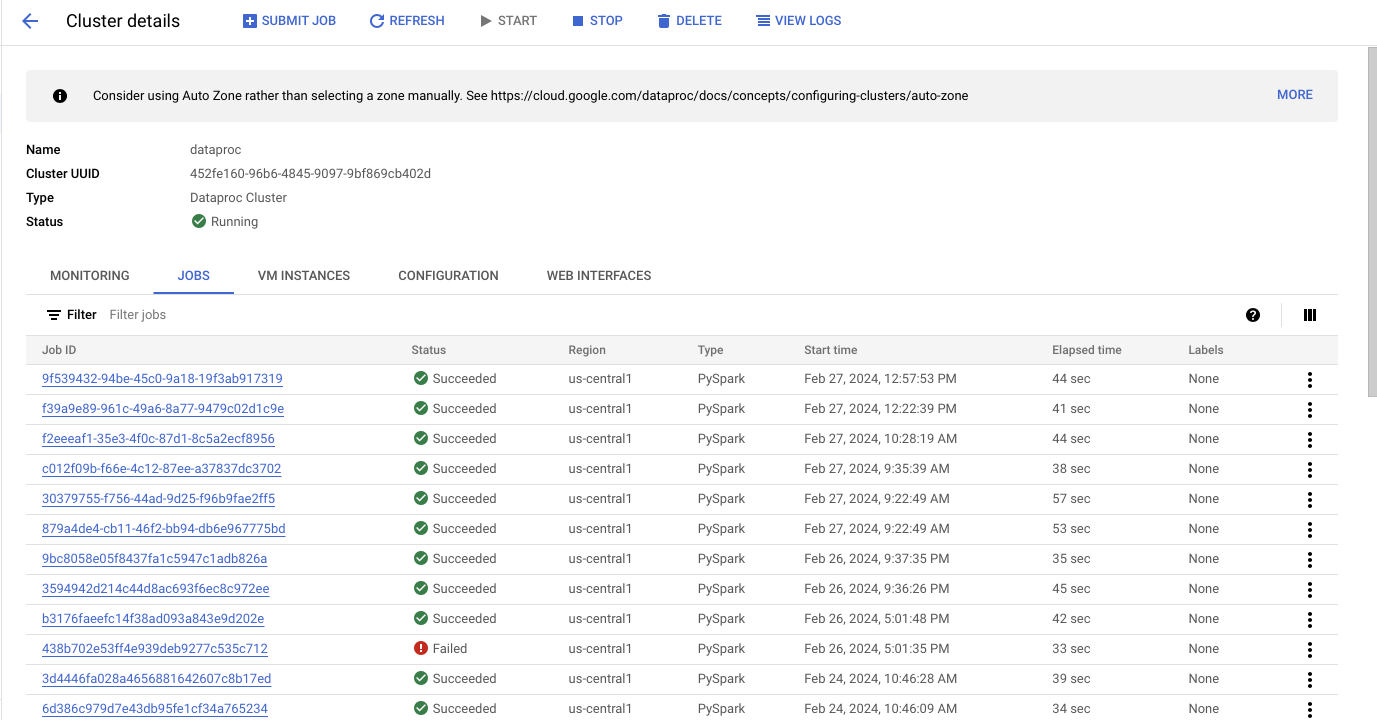 Cluster details SUBMIT JOB REFRESH START STOP DELETE VIEW LOGS
Consider using Auto Zone rather than selecting a zone manually. See https://cloud.google.com/dataproc/docs/concepts/configuring-clusters/auto-zone MORE
Name dataproc
Cluster UUID 452fe160-96b6-4845-9097-9bf869cb402d
Type Dataproc Cluster
Status Running
MONITORING JOBS VM INSTANCES CONFIGURATION WEB INTERFACES
Filter Filter jobs
Job ID Status Region Type Start time Elapsed time Labels
9f539432-94be-45c0-9a18-19f3ab917319 Succeeded us-central1 PySpark Feb 27, 2024, 12:57:53 PM 44 sec None
f39a9e89-961c-49a6-8a77-9479c02d1c9e Succeeded us-central1 PySpark Feb 27, 2024, 12:22:39 PM 41 sec None
f2eeeaf1-35e3-4f0c-87d1-8c5a2ecf8956 Succeeded us-central1 PySpark Feb 27, 2024, 10:28:19 AM 44 sec None
c012f09b-f66e-4c12-87ee-a37837dc3702 Succeeded us-central1 PySpark Feb 27, 2024, 9:35:39 AM 38 sec None
30379755-f756-44ad-9d25-f96b9fae2ff5 Succeeded us-central1 PySpark Feb 27, 2024, 9:22:49 AM 57 sec None
879a4de4-cb11-46f2-bb94-db6e967775bd Succeeded us-central1 PySpark Feb 27, 2024, 9:22:49 AM 53 sec None
9bc8058e05f8437fa1c5947c1adb826a Succeeded us-central1 PySpark Feb 26, 2024, 9:37:35 PM 35 sec None
3594942d214c44d8ac693f6ec8c972ee Succeeded us-central1 PySpark Feb 26, 2024, 9:36:26 PM 45 sec None
b3176faeefc14f38ad093a843e9d202e Succeeded us-central1 PySpark Feb 26, 2024, 5:01:48 PM 42 sec None
438b702e53ff4e939deb9277c535c712 Failed us-central1 PySpark Feb 26, 2024, 5:01:35 PM 33 sec None
3d4446fa028a4656881642607c8b17ed Succeeded us-central1 PySpark Feb 24, 2024, 10:46:28 AM 39 sec None
6d386c979d7e43db95fe1cf34a765234 Succeeded us-central1 PySpark Feb 24, 2024, 10:46:09 AM 34 sec None